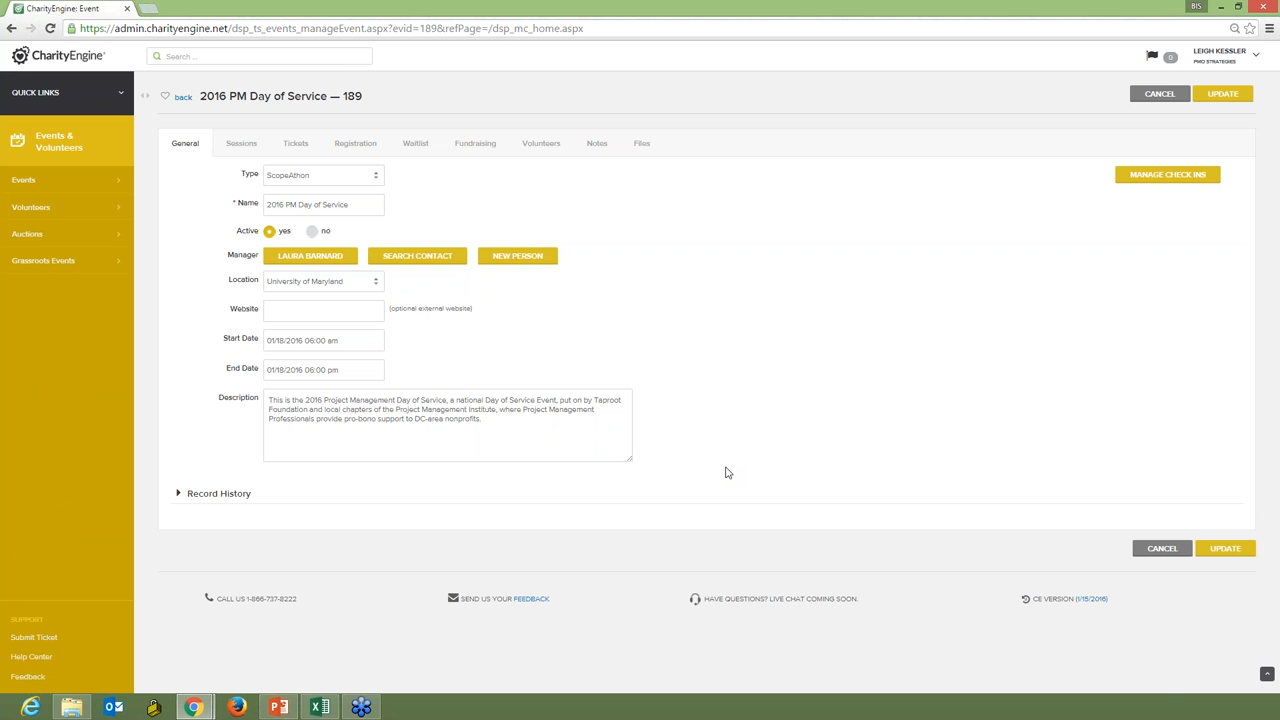 CharityEngine: Event
BIS
https://admin.charityengine.net/dsp_ts_events_manageEvent.aspx?evid=189&refPage=/dsp_mc_home.aspx
CharityEngine
Search ...
0
LEIGH KESSLER
PMO STRATEGIES
QUICK LINKS
back
2016 PM Day of Service — 189
CANCEL
UPDATE
Events &
Volunteers
General
Sessions
Tickets
Registration
Waitlist
Fundraising
Volunteers
Notes
Files
Events
Volunteers
Auctions
Grassroots Events
Type
ScopeAthon
MANAGE CHECK INS
* Name
2016 PM Day of Service
Active
yes
no
Manager
LAURA BARNARD
SEARCH CONTACT
NEW PERSON
Location
University of Maryland
Website
(optional external website)
Start Date
01/18/2016 06:00 am
End Date
01/18/2016 06:00 pm
Description
This is the 2016 Project Management Day of Service, a national Day of Service Event, put on by Taproot
Foundation and local chapters of the Project Management Institute, where Project Management
Professionals provide pro-bono support to DC-area nonprofits.
Record History
CANCEL
UPDATE
CALL US 1-866-737-8222
SEND US YOUR FEEDBACK
HAVE QUESTIONS? LIVE CHAT COMING SOON.
CE VERSION (1/15/2016)
SUPPORT
Submit Ticket
Help Center
Feedback